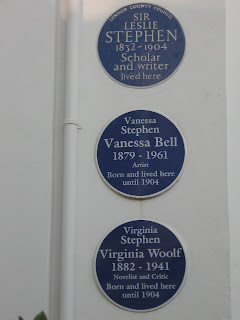 LONDON COUNTY COUNCIL
SIR
LESLIE
STEPHEN
1832-1904
Scholar
and writer
lived here
Vanessa
Stephen
Vanessa Bell
1879 - 1961
Artist
Born and lived here
until 1904
Virginia
Stephen
Virginia Woolf
1882 - 1941
Novelist and Critic
Born and lived here
until 1904